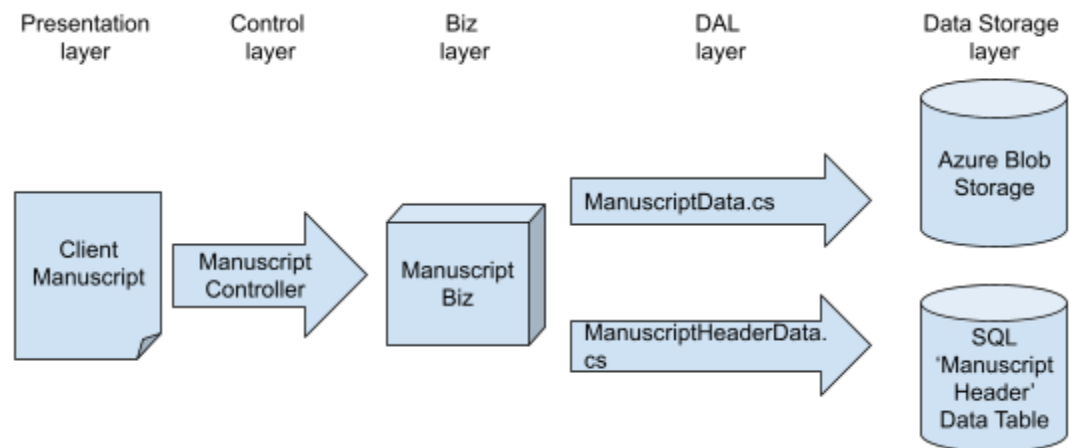 Presentation
layer
Control
layer
Biz
layer
DAL
layer
Data Storage
layer
Client
Manuscript
Manuscript
Controller
Manuscript
Biz
ManuscriptData.cs
ManuscriptHeaderData.
cs
Azure Blob
Storage
SQL
‘Manuscript
Header’
Data Table